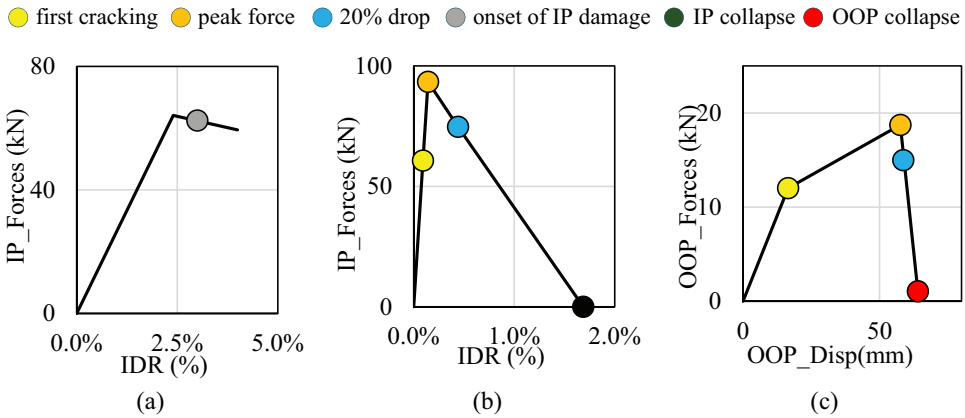 first cracking peak force 20% drop onset of IP damage IP collapse OOP collapse
80
40
0
IP_Forces (kN)
0.0% 2.5% 5.0%
IDR (%)
(a)
100
50
0
IP_Forces (kN)
0.0% 1.0% 2.0%
IDR (%)
(b)
20
10
0
OOP_Forces (kN)
0 50
OOP_Disp(mm)
(c)